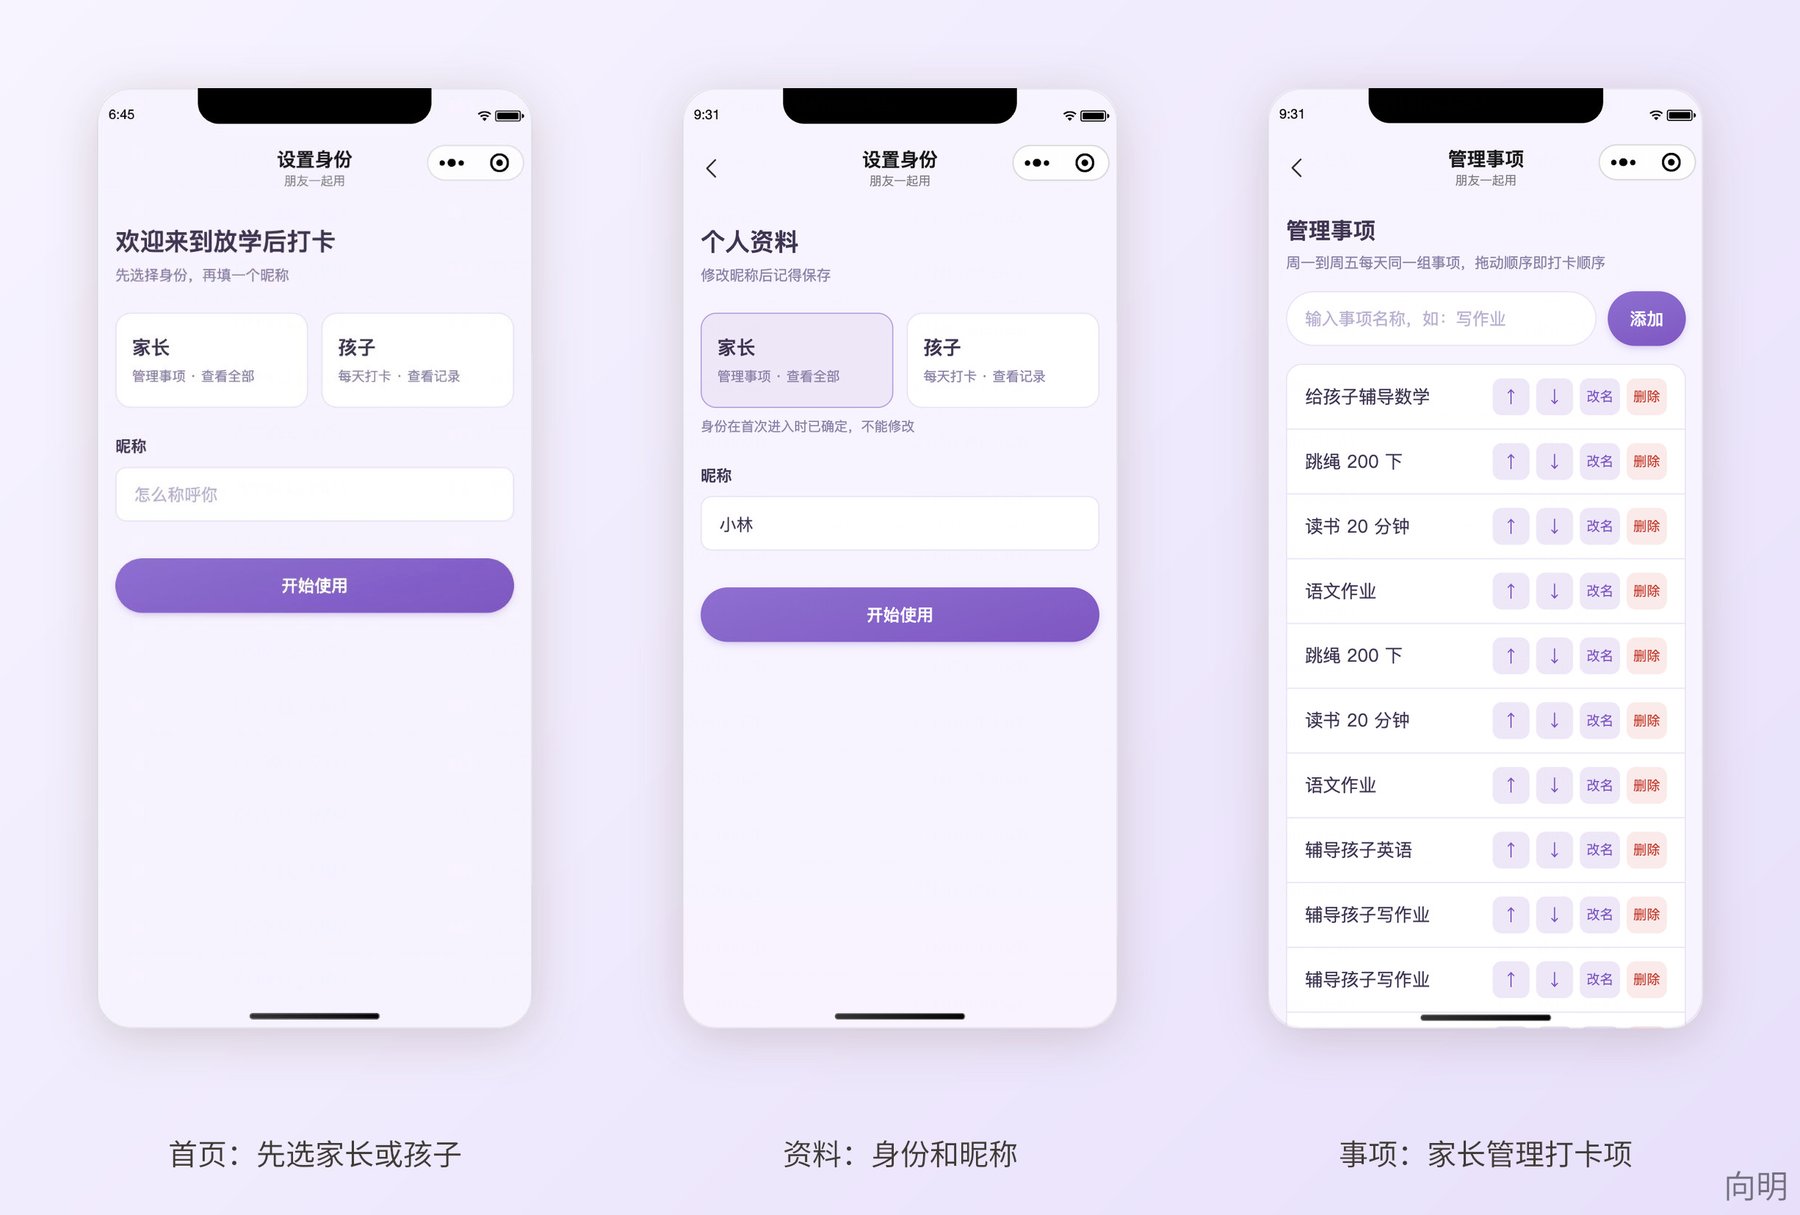 6:45
设置身份
朋友一起用
欢迎来到放学后打卡
先选择身份，再填一个昵称
家长
管理事项 · 查看全部
孩子
每天打卡 · 查看记录
昵称
怎么称呼你
开始使用
首页：先选家长或孩子
9:31
设置身份
朋友一起用
个人资料
修改昵称后记得保存
家长
管理事项 · 查看全部
孩子
每天打卡 · 查看记录
身份在首次进入时已确定，不能修改
昵称
小林
开始使用
资料：身份和昵称
9:31
管理事项
朋友一起用
管理事项
周一到周五每天同一组事项，拖动顺序即打卡顺序
输入事项名称，如：写作业 添加
给孩子辅导数学 ↑ ↓ 改名 删除
跳绳 200 下 ↑ ↓ 改名 删除
读书 20 分钟 ↑ ↓ 改名 删除
语文作业 ↑ ↓ 改名 删除
跳绳 200 下 ↑ ↓ 改名 删除
读书 20 分钟 ↑ ↓ 改名 删除
语文作业 ↑ ↓ 改名 删除
辅导孩子英语 ↑ ↓ 改名 删除
辅导孩子写作业 ↑ ↓ 改名 删除
辅导孩子写作业 ↑ ↓ 改名 删除
事项：家长管理打卡项
向明